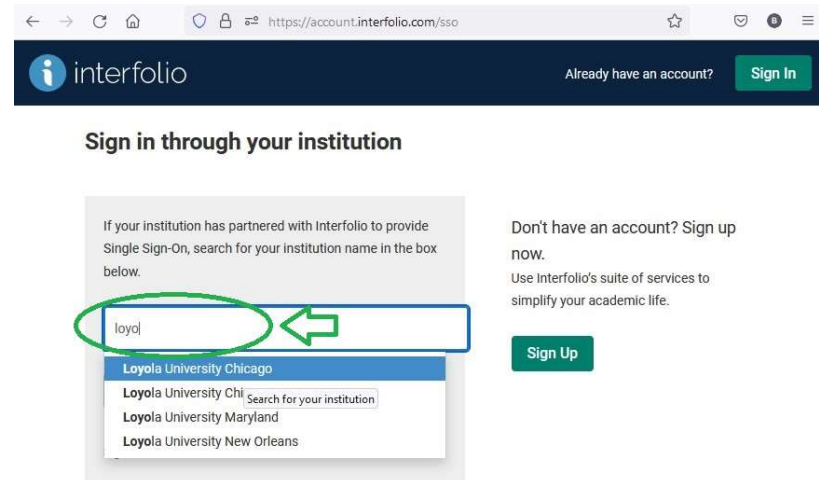 https://account.interfolio.com/sso
B
i interfolio
Already have an account?
Sign In
Sign in through your institution
If your institution has partnered with Interfolio to provide
Single Sign-On, search for your institution name in the box
below.
loyo
Loyola University Chicago
Loyola University Chi
Search for your institution
Loyola University Maryland
Loyola University New Orleans
Don't have an account? Sign up
now.
Use Interfolio's suite of services to
simplify your academic life.
Sign Up